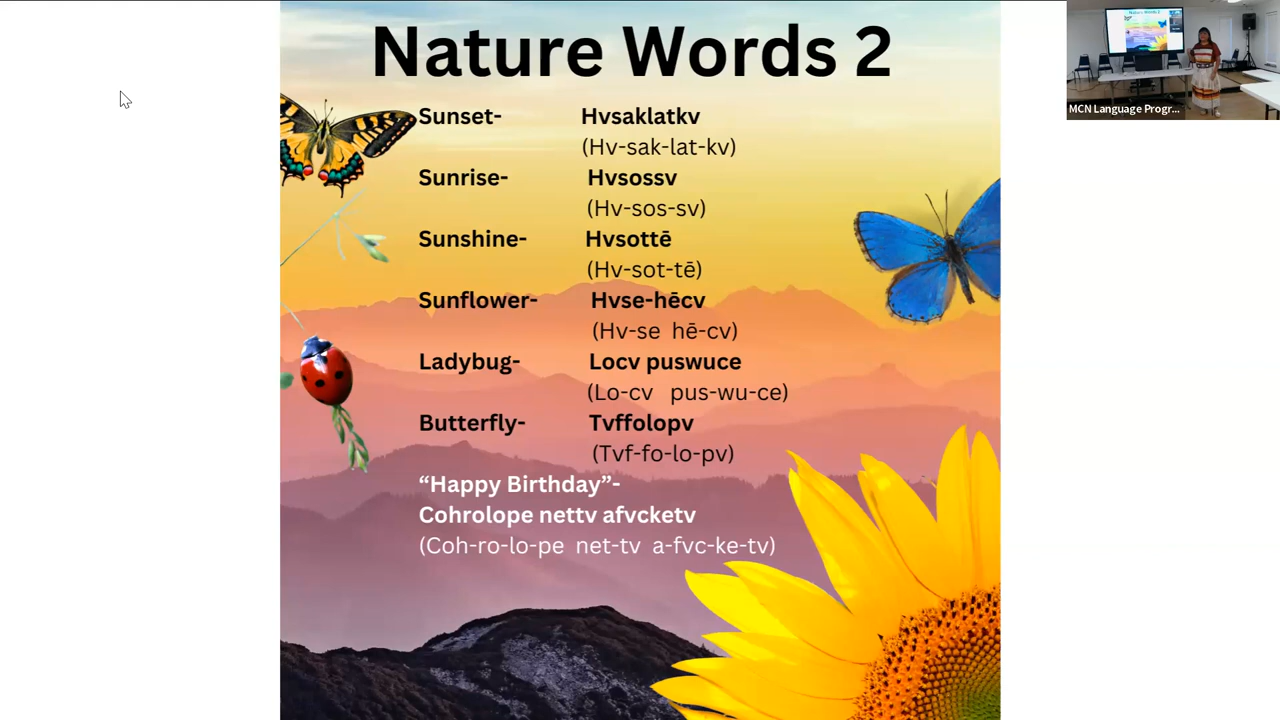 Nature Words 2
Sunset- Hvsaklatkv
(Hv-sak-lat-kv)
Sunrise- Hvsossv
(Hv-sos-sv)
Sunshine- Hvsottē
(Hv-sot-tē)
Sunflower- Hvse-hēcv
(Hv-se hē-cv)
Ladybug- Locv puswuce
(Lo-cv pus-wu-ce)
Butterfly- Tvffolopv
(Tvf-fo-lo-pv)
“Happy Birthday”-
Cohrolope nettv afvcketv
(Coh-ro-lo-pe net-tv a-fvc-ke-tv)
MCN Language Progr...